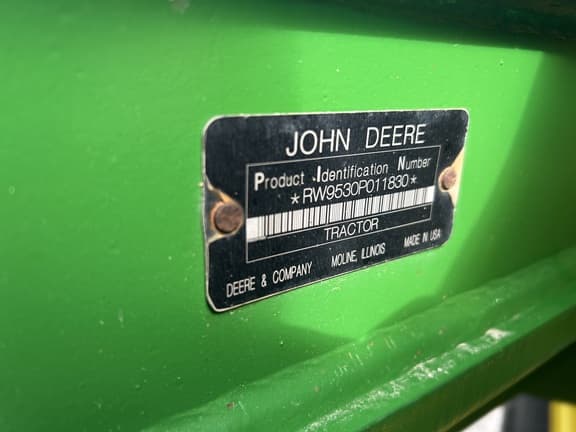 JOHN DEERE
Product Identification Number
*RW9530P011830*
TRACTOR
DEERE & COMPANY MOLINE, ILLINOIS MADE IN USA